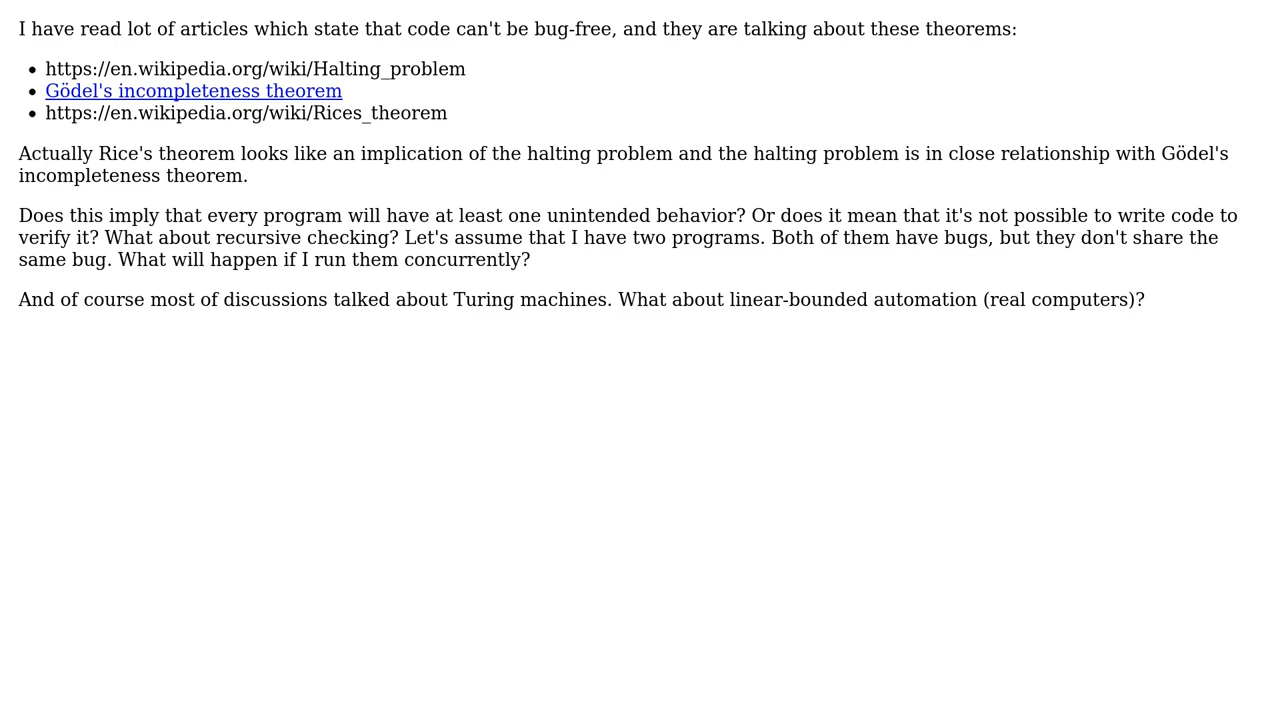 I have read lot of articles which state that code can't be bug-free, and they are talking about these theorems:
https://en.wikipedia.org/wiki/Halting_problem
Gödel's incompleteness theorem
https://en.wikipedia.org/wiki/Rices_theorem
Actually Rice's theorem looks like an implication of the halting problem and the halting problem is in close relationship with Gödel's
incompleteness theorem.
Does this imply that every program will have at least one unintended behavior? Or does it mean that it's not possible to write code to
verify it? What about recursive checking? Let's assume that I have two programs. Both of them have bugs, but they don't share the
same bug. What will happen if I run them concurrently?
And of course most of discussions talked about Turing machines. What about linear-bounded automation (real computers)?